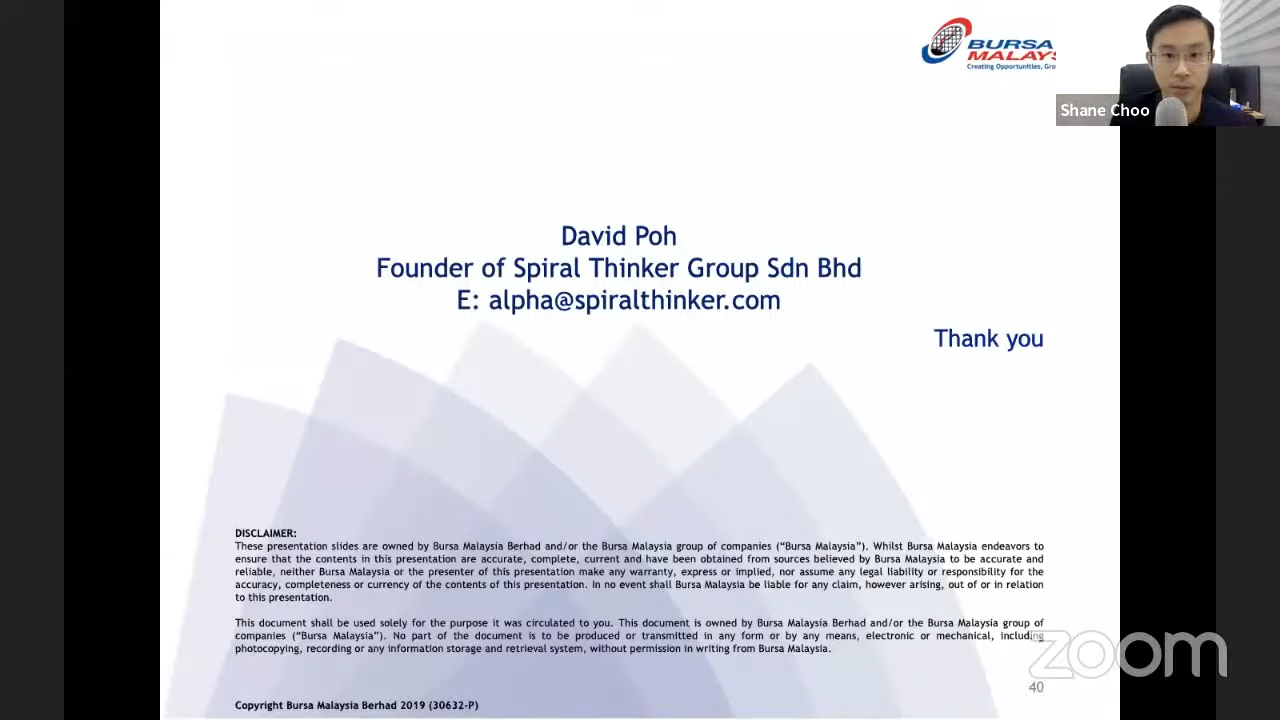 BURSA
MALAYS
Creating Opportunities, Gro
Shane Choo
David Poh
Founder of Spiral Thinker Group Sdn Bhd
E: alpha@spiralthinker.com
Thank you
DISCLAIMER:
These presentation slides are owned by Bursa Malaysia Berhad and/or the Bursa Malaysia group of companies (“Bursa Malaysia”). Whilst Bursa Malaysia endeavors to
ensure that the contents in this presentation are accurate, complete, current and have been obtained from sources believed by Bursa Malaysia to be accurate and
reliable, neither Bursa Malaysia or the presenter of this presentation make any warranty, express or implied, nor assume any legal liability or responsibility for the
accuracy, completeness or currency of the contents of this presentation. In no event shall Bursa Malaysia be liable for any claim, however arising, out of or in relation
to this presentation.
This document shall be used solely for the purpose it was circulated to you. This document is owned by Bursa Malaysia Berhad and/or the Bursa Malaysia group of
companies (“Bursa Malaysia”). No part of the document is to be produced or transmitted in any form or by any means, electronic or mechanical, including
photocopying, recording or any information storage and retrieval system, without permission in writing from Bursa Malaysia.
zoom
40
Copyright Bursa Malaysia Berhad 2019 (30632-P)